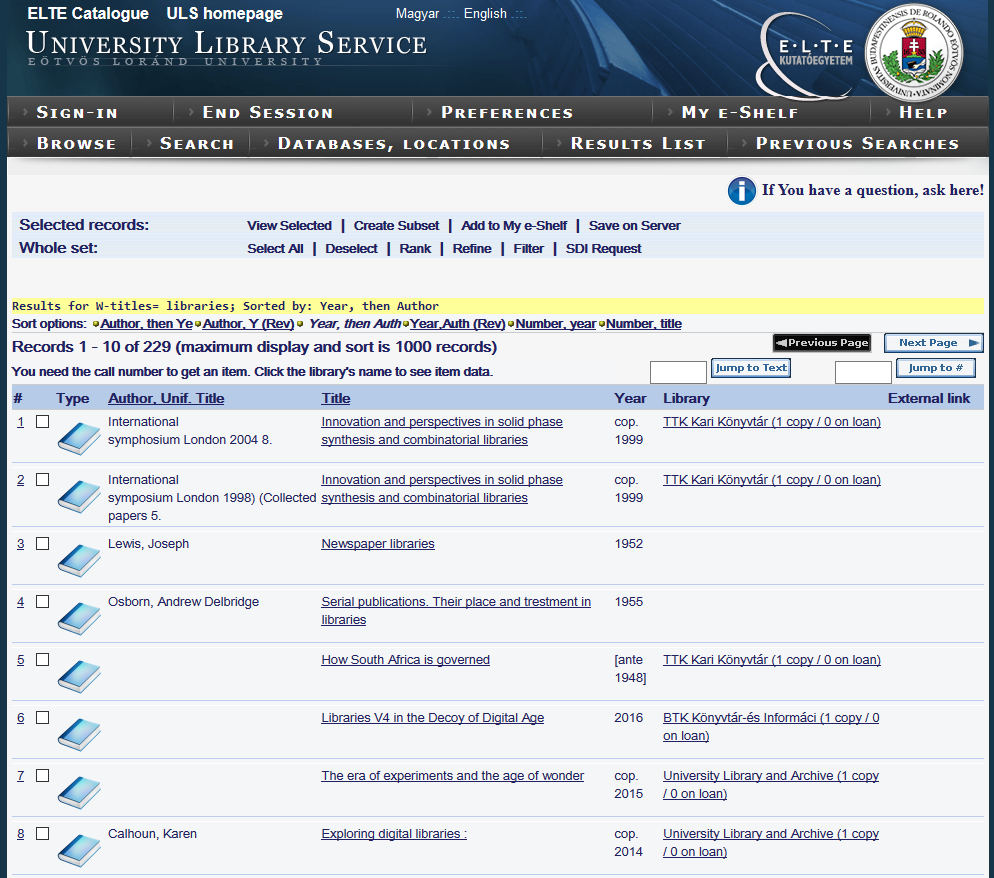 ELTE Catalogue ULS homepage Magyar .::. English .::.
UNIVERSITY LIBRARY SERVICE
EÖTVÖS LORÁND UNIVERSITY
E·L·T·E
KUTATÓEGYETEM
UNIVERSITAS BUDAPESTINENSIS DE ROLANDO EÖTVÖS NOMINATA
SIGN-IN END SESSION PREFERENCES MY E-SHELF HELP
BROWSE SEARCH DATABASES, LOCATIONS RESULTS LIST PREVIOUS SEARCHES
If You have a question, ask here!
Selected records: View Selected | Create Subset | Add to My e-Shelf | Save on Server
Whole set: Select All | Deselect | Rank | Refine | Filter | SDI Request
Results for W-titles= libraries; Sorted by: Year, then Author
Sort options: Author, then Ye Author, Y (Rev) Year, then Auth Year,Auth (Rev) Number, year Number, title
Records 1 - 10 of 229 (maximum display and sort is 1000 records) Previous Page Next Page
You need the call number to get an item. Click the library's name to see item data. Jump to Text Jump to #
# Type Author, Unif. Title Title Year Library External link
1 International Innovation and perspectives in solid phase cop. TTK Kari Könyvtár (1 copy / 0 on loan)
symphosium London 2004 8. synthesis and combinatorial libraries 1999
2 International Innovation and perspectives in solid phase cop. TTK Kari Könyvtár (1 copy / 0 on loan)
symposium London 1998) (Collected synthesis and combinatorial libraries 1999
papers 5.
3 Lewis, Joseph Newspaper libraries 1952
4 Osborn, Andrew Delbridge Serial publications. Their place and trestment in 1955
libraries
5 How South Africa is governed [ante TTK Kari Könyvtár (1 copy / 0 on loan)
1948]
6 Libraries V4 in the Decoy of Digital Age 2016 BTK Könyvtár-és Informáci (1 copy / 0
on loan)
7 The era of experiments and the age of wonder cop. University Library and Archive (1 copy
2015 / 0 on loan)
8 Calhoun, Karen Exploring digital libraries : cop. University Library and Archive (1 copy
2014 / 0 on loan)